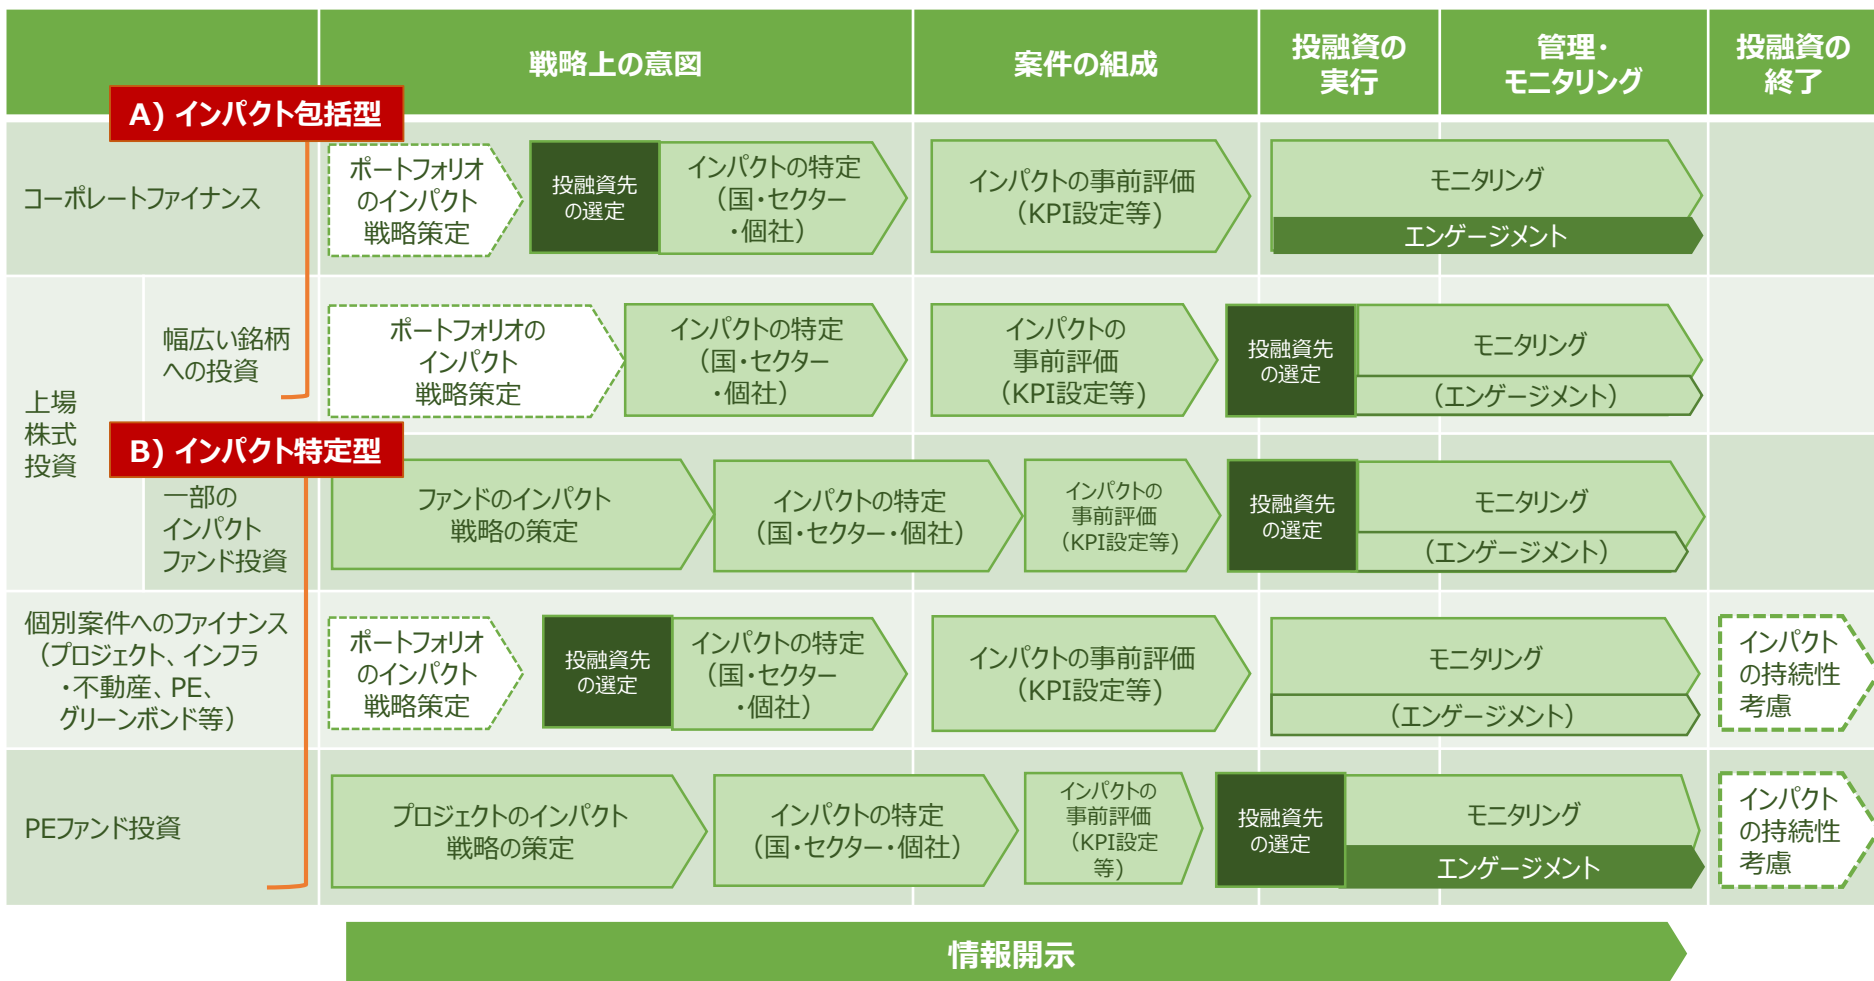 戦略上の意図
案件の組成
投融資の
実行
管理・
モニタリング
投融資の
終了
A) インパクト包括型
コーポレートファイナンス
ポートフォリオ
のインパクト
戦略策定
投融資先
の選定
インパクトの特定
（国・セクター
・個社）
インパクトの事前評価
（KPI設定等)
モニタリング
エンゲージメント
上場
株式
投資
幅広い銘柄
への投資
ポートフォリオの
インパクト
戦略策定
インパクトの特定
（国・セクター
・個社）
インパクトの
事前評価
（KPI設定等)
投融資先
の選定
モニタリング
（エンゲージメント）
B) インパクト特定型
一部の
インパクト
ファンド投資
ファンドのインパクト
戦略の策定
インパクトの特定
（国・セクター・個社）
インパクトの
事前評価
（KPI設定等)
投融資先
の選定
モニタリング
（エンゲージメント）
個別案件へのファイナンス
（プロジェクト、インフラ
・不動産、PE、
グリーンボンド等）
ポートフォリオ
のインパクト
戦略策定
投融資先
の選定
インパクトの特定
（国・セクター
・個社）
インパクトの事前評価
（KPI設定等)
モニタリング
（エンゲージメント）
インパクト
の持続性
考慮
PEファンド投資
プロジェクトのインパクト
戦略の策定
インパクトの特定
（国・セクター・個社）
インパクトの
事前評価
（KPI設定
等)
投融資先
の選定
モニタリング
エンゲージメント
インパクト
の持続性
考慮
情報開示